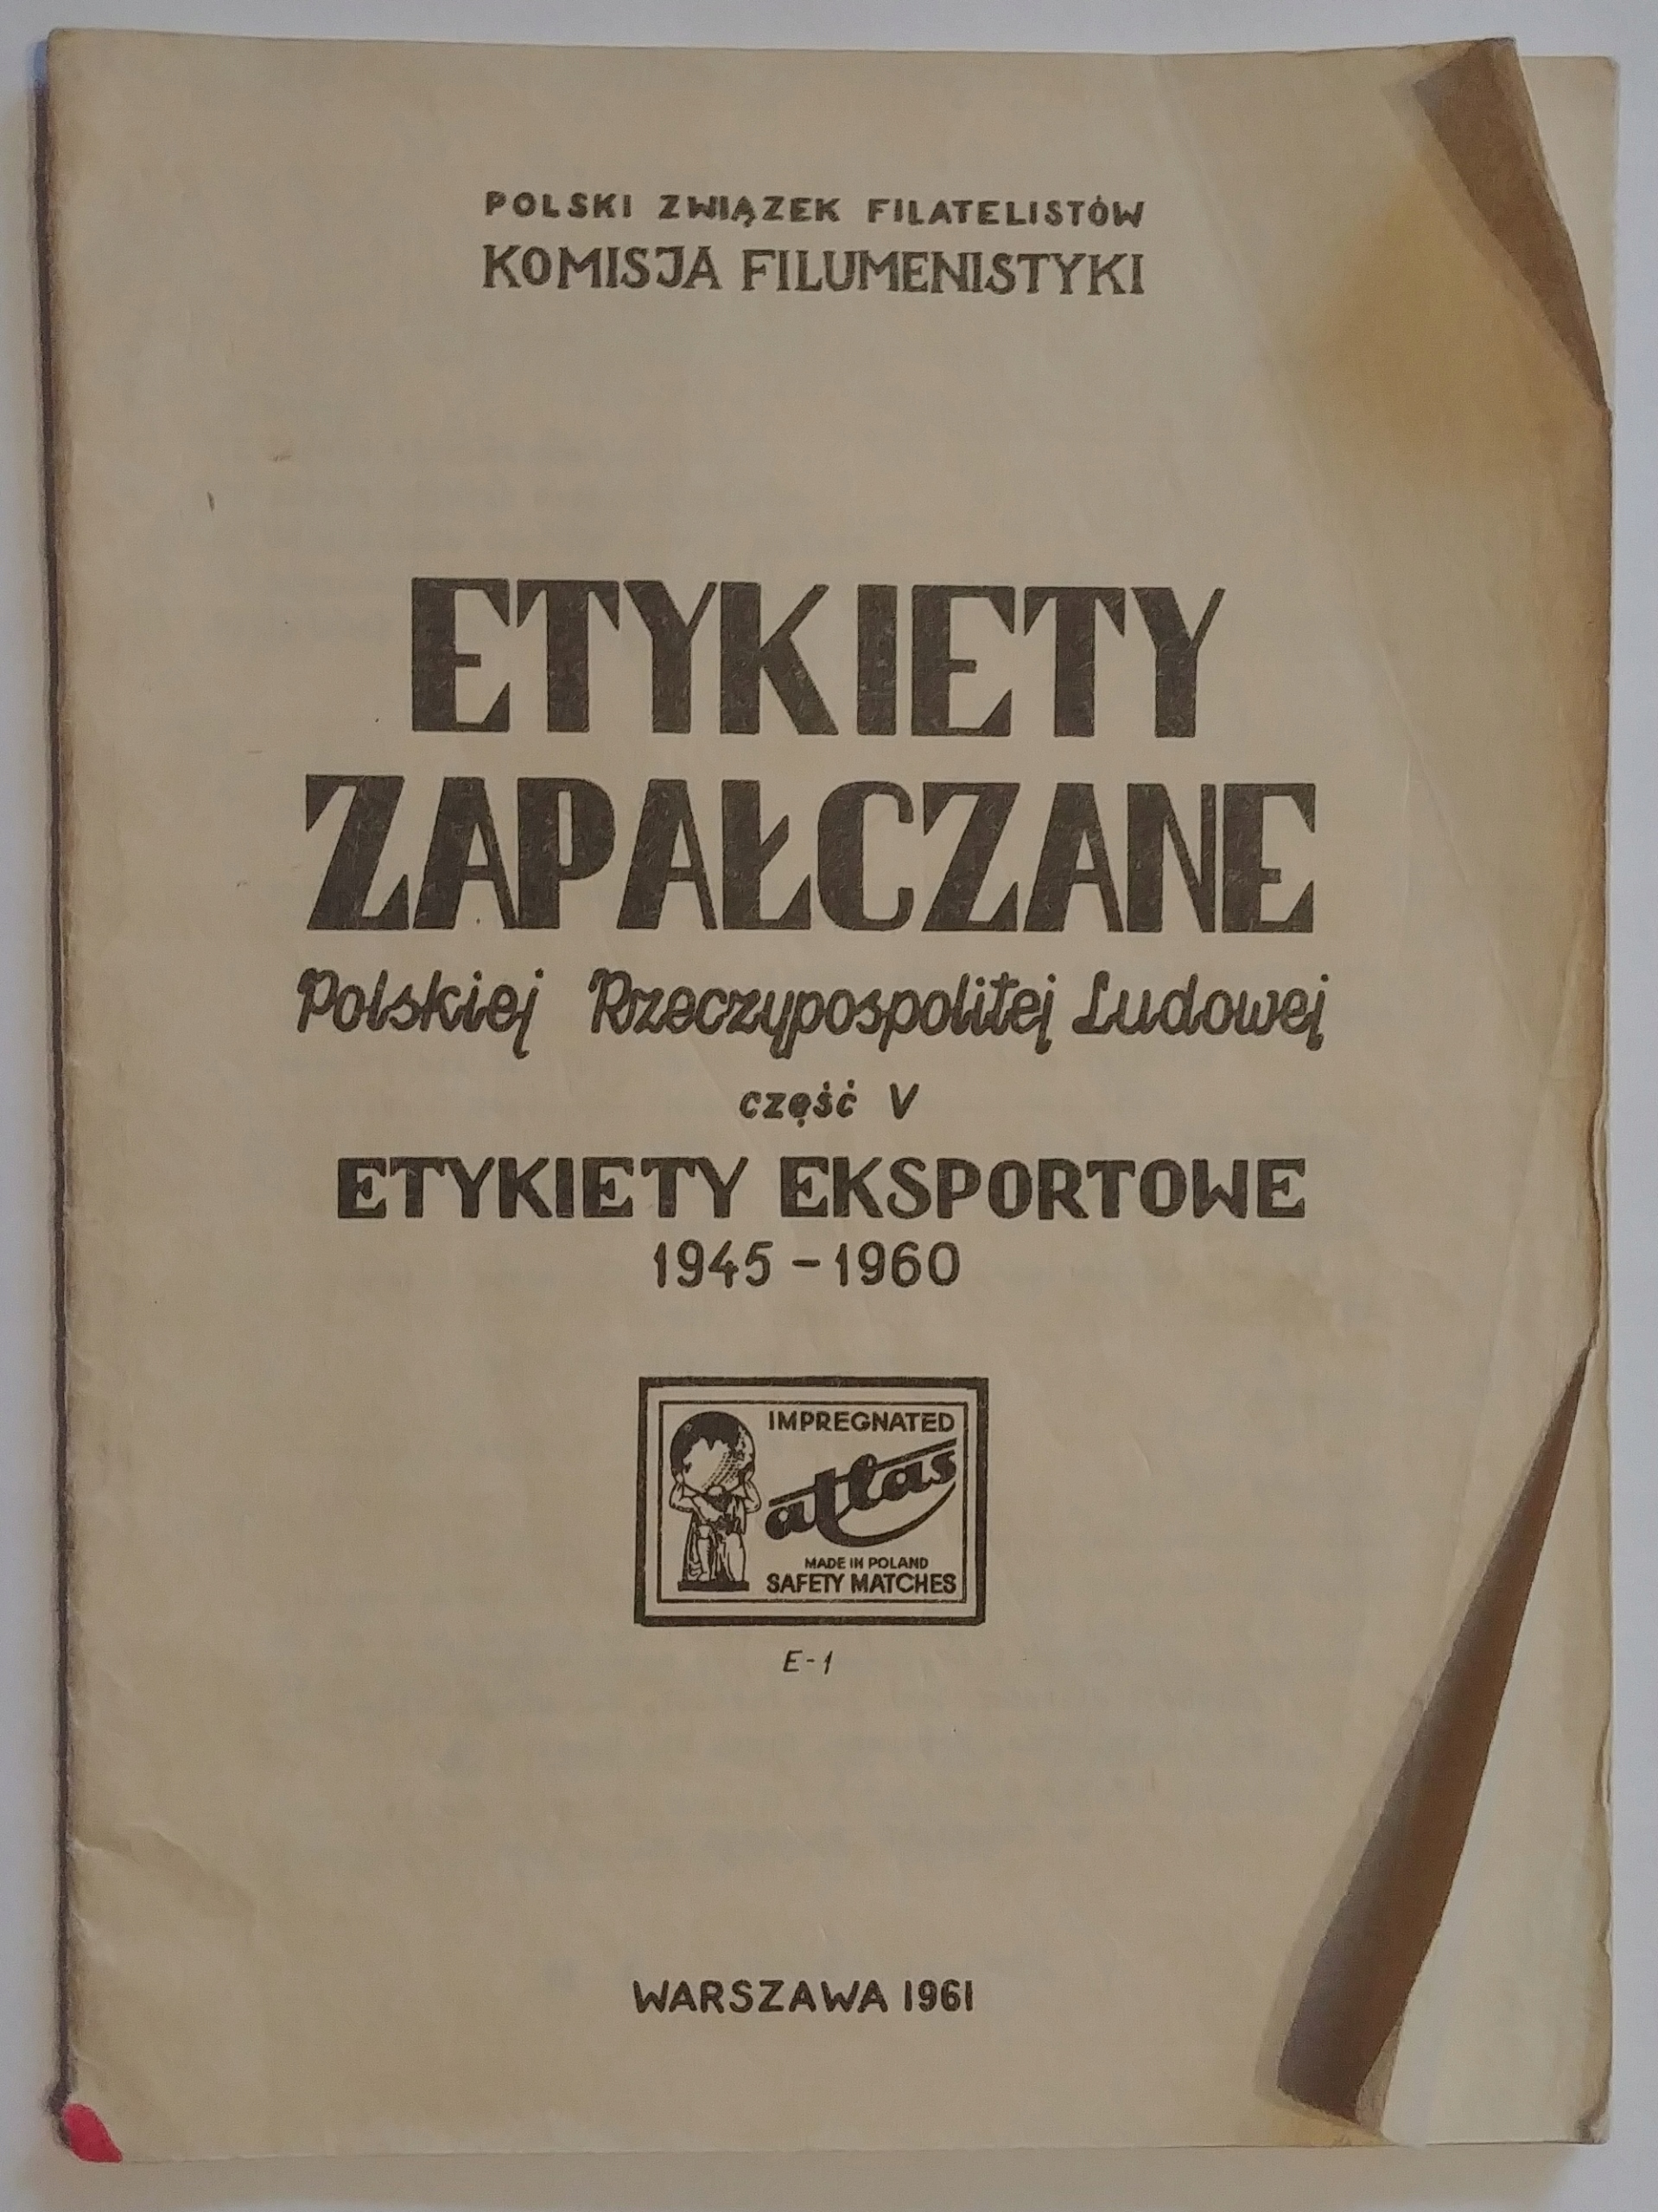 POLSKI ZWIĄZEK FILATELISTÓW
KOMISJA FILUMENISTYKI
ETYKIETY
ZAPAŁCZANE
Polskiej Rzeczypospolitej Ludowej
część V
ETYKIETY EKSPORTOWE
1945-1960
IMPREGNATED
atlas
MADE IN POLAND
SAFETY MATCHES
E-1
WARSZAWA 1961